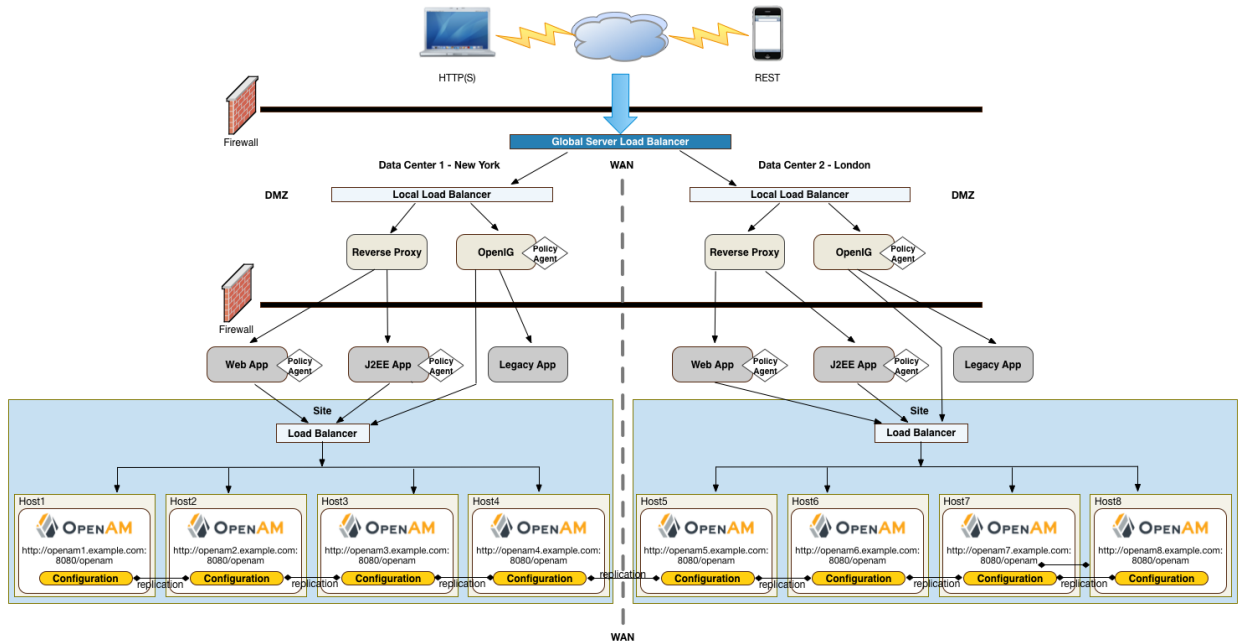 HTTP(S)
REST
Firewall
Global Server Load Balancer
Data Center 1 - New York
WAN
Data Center 2 - London
DMZ
Local Load Balancer
Local Load Balancer
DMZ
Reverse Proxy
OpenIG
Policy
Agent
Reverse Proxy
OpenIG
Policy
Agent
Firewall
Web App
Policy
Agent
J2EE App
Policy
Agent
Legacy App
Web App
Policy
Agent
J2EE App
Policy
Agent
Legacy App
Site
Load Balancer
Site
Load Balancer
Host1
OPENAM
http://openam1.example.com:
8080/openam
Configuration
replication
Host2
OPENAM
http://openam2.example.com:
8080/openam
Configuration
replication
Host3
OPENAM
http://openam3.example.com:
8080/openam
Configuration
replication
Host4
OPENAM
http://openam4.example.com:
8080/openam
Configuration
replication
Host5
OPENAM
http://openam5.example.com:
8080/openam
Configuration
replication
Host6
OPENAM
http://openam6.example.com:
8080/openam
Configuration
replication
Host7
OPENAM
http://openam7.example.com:
8080/openam
Configuration
replication
Host8
OPENAM
http://openam8.example.com:
8080/openam
Configuration
WAN